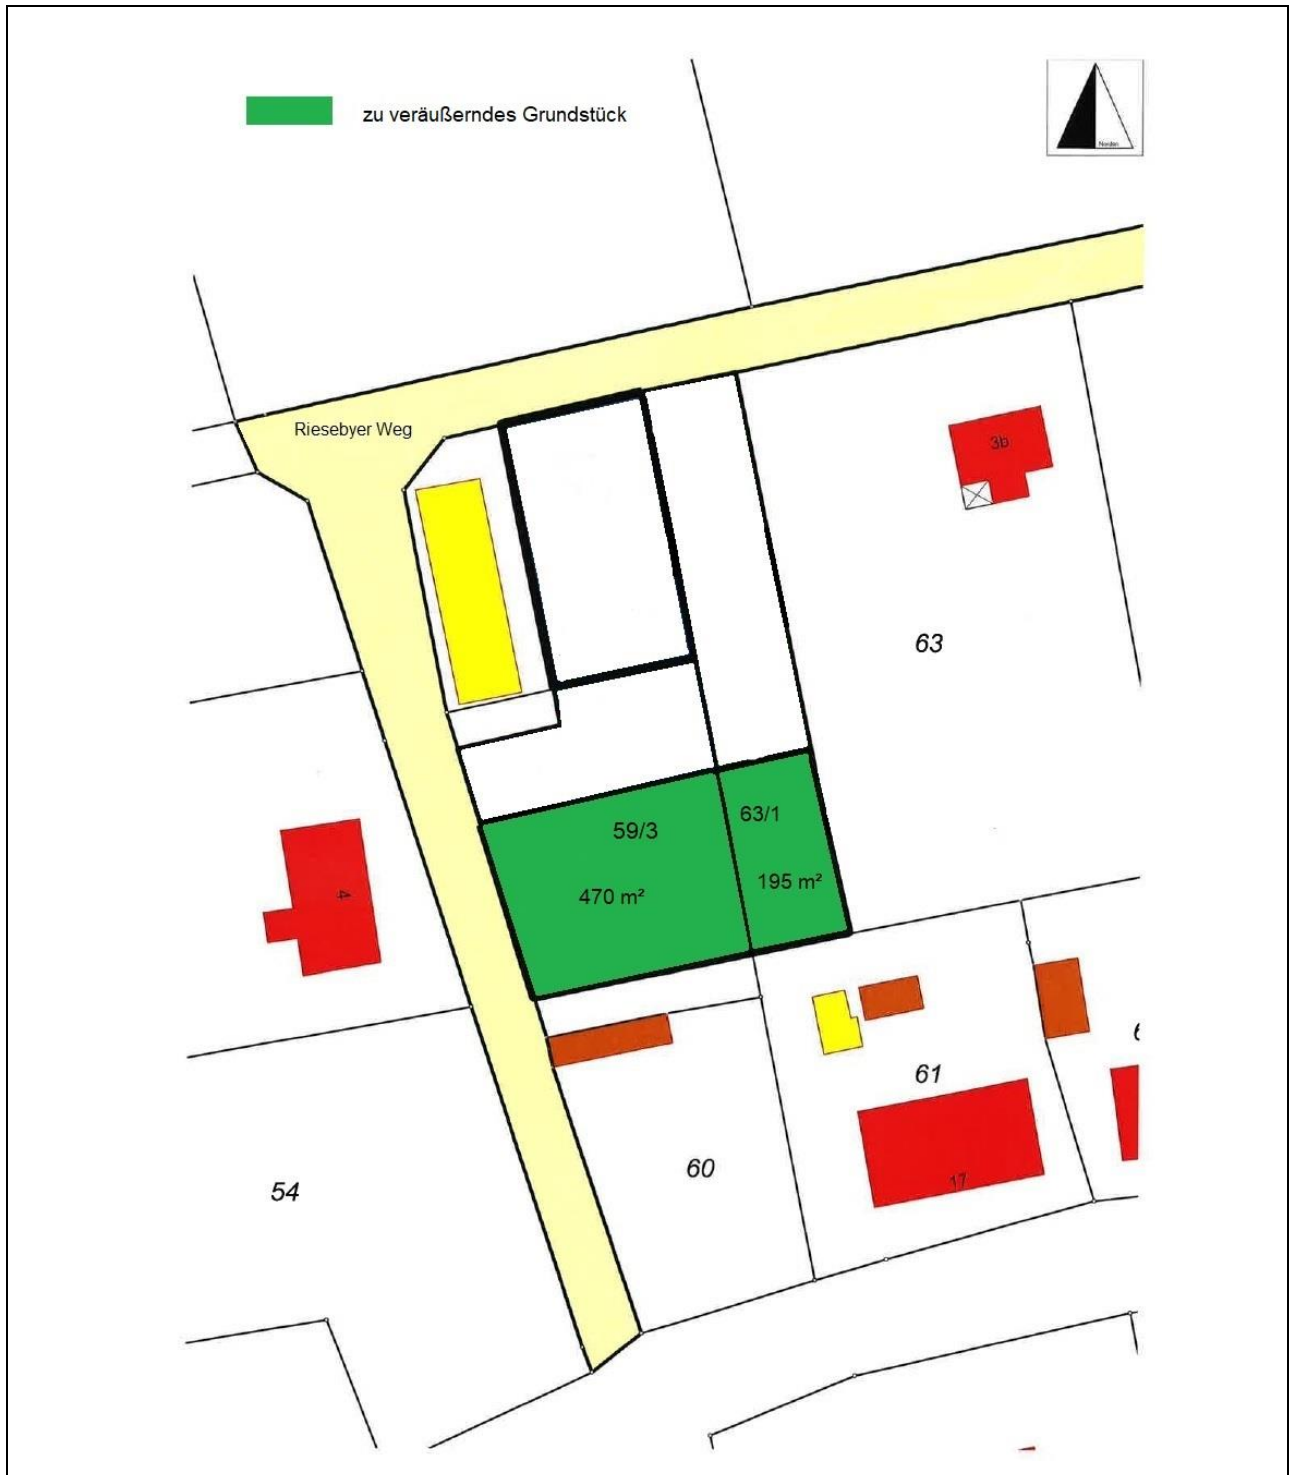 zu veräußerndes Grundstück
Norden
Riesebyer Weg
3b
63
59/3
63/1
470 m²
195 m²
4
61
60
17
54